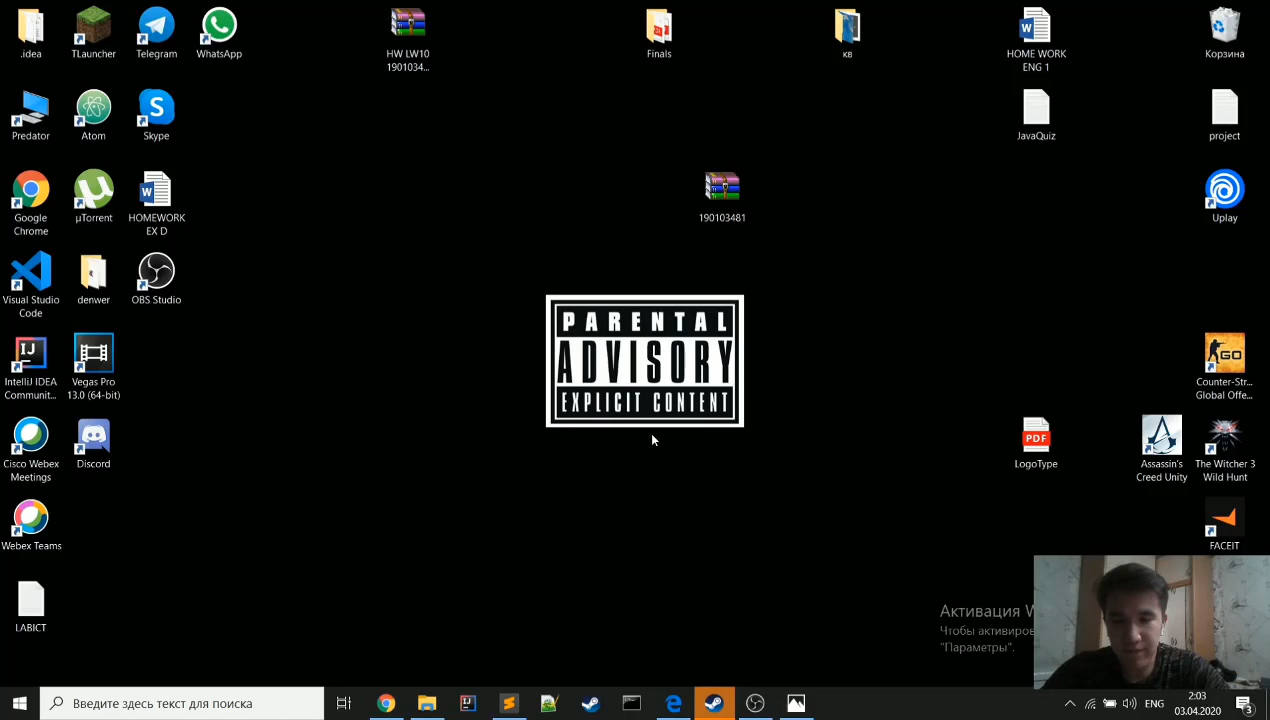 .idea
TLauncher
Telegram
WhatsApp
HW LW10
1901034...
Finals
кв
HOME WORK
ENG 1
Корзина
Predator
Atom
Skype
JavaQuiz
project
Google
Chrome
µTorrent
HOMEWORK
EX D
190103481
Uplay
Visual Studio
Code
denwer
OBS Studio
PARENTAL
ADVISORY
EXPLICIT CONTENT
IntelliJ IDEA
Communit...
Vegas Pro
13.0 (64-bit)
Counter-Str...
Global Offe...
Cisco Webex
Meetings
Discord
PDF
LogoType
Assassin's
Creed Unity
The Witcher 3
Wild Hunt
Webex Teams
FACEIT
LABICT
Активация W
Чтобы активиров
"Параметры".
Введите здесь текст для поиска
ENG
2:03
03.04.2020
3